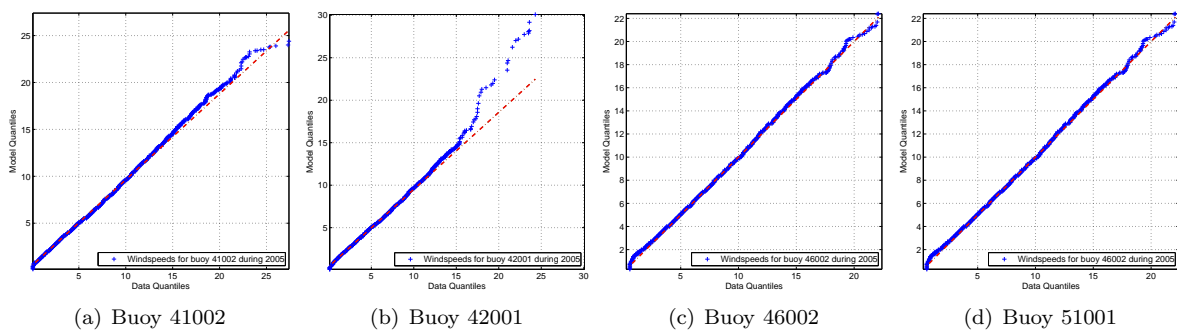 25
20
15
10
5
Model Quantiles
5 10 15 20 25
Data Quantiles
Windspeeds for buoy 41002 during 2005
(a) Buoy 41002
30
25
20
15
10
5
Model Quantiles
5 10 15 20 25 30
Data Quantiles
Windspeeds for buoy 42001 during 2005
(b) Buoy 42001
22
20
18
16
14
12
10
8
6
4
2
Model Quantiles
5 10 15 20
Data Quantiles
Windspeeds for buoy 46002 during 2005
(c) Buoy 46002
22
20
18
16
14
12
10
8
6
4
2
Model Quantiles
5 10 15 20
Data Quantiles
Windspeeds for buoy 46002 during 2005
(d) Buoy 51001